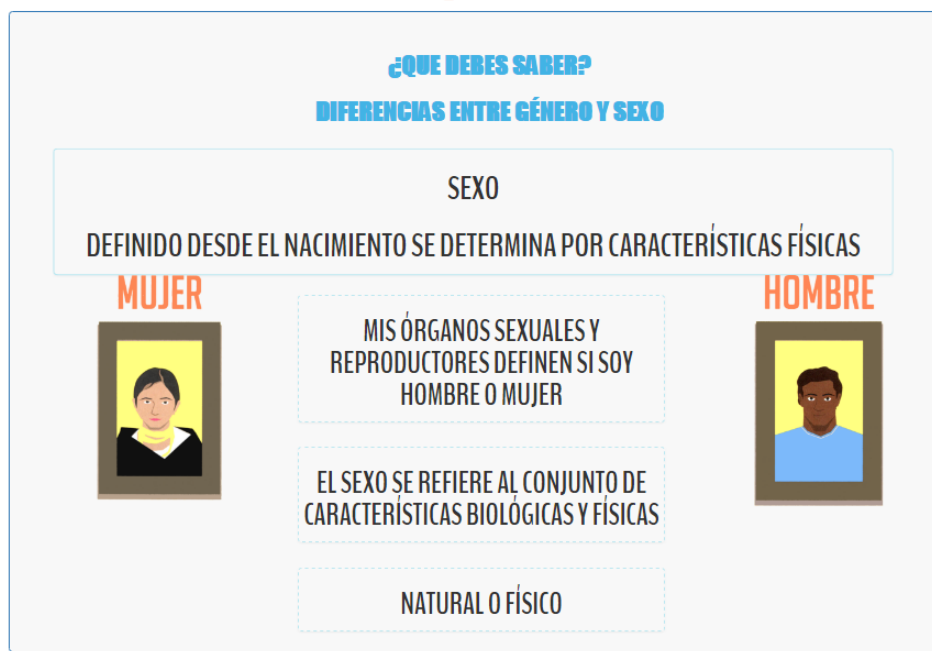 ¿QUE DEBES SABER?
DIFERENCIAS ENTRE GÉNERO Y SEXO
SEXO
DEFINIDO DESDE EL NACIMIENTO SE DETERMINA POR CARACTERÍSTICAS FÍSICAS
MUJER
HOMBRE
MIS ÓRGANOS SEXUALES Y
REPRODUCTORES DEFINEN SI SOY
HOMBRE O MUJER
EL SEXO SE REFIERE AL CONJUNTO DE
CARACTERÍSTICAS BIOLÓGICAS Y FÍSICAS
NATURAL O FÍSICO